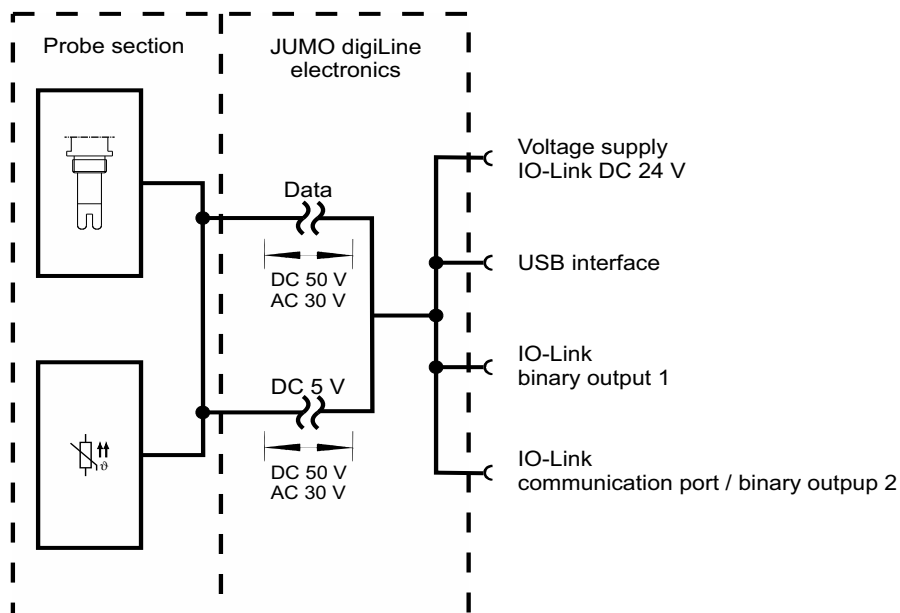 Probe section
JUMO digiLine
electronics
Data
DC 50 V
AC 30 V
DC 5 V
DC 50 V
AC 30 V
ϑ
Voltage supply
IO-Link DC 24 V
USB interface
IO-Link
binary output 1
IO-Link
communication port / binary outpup 2